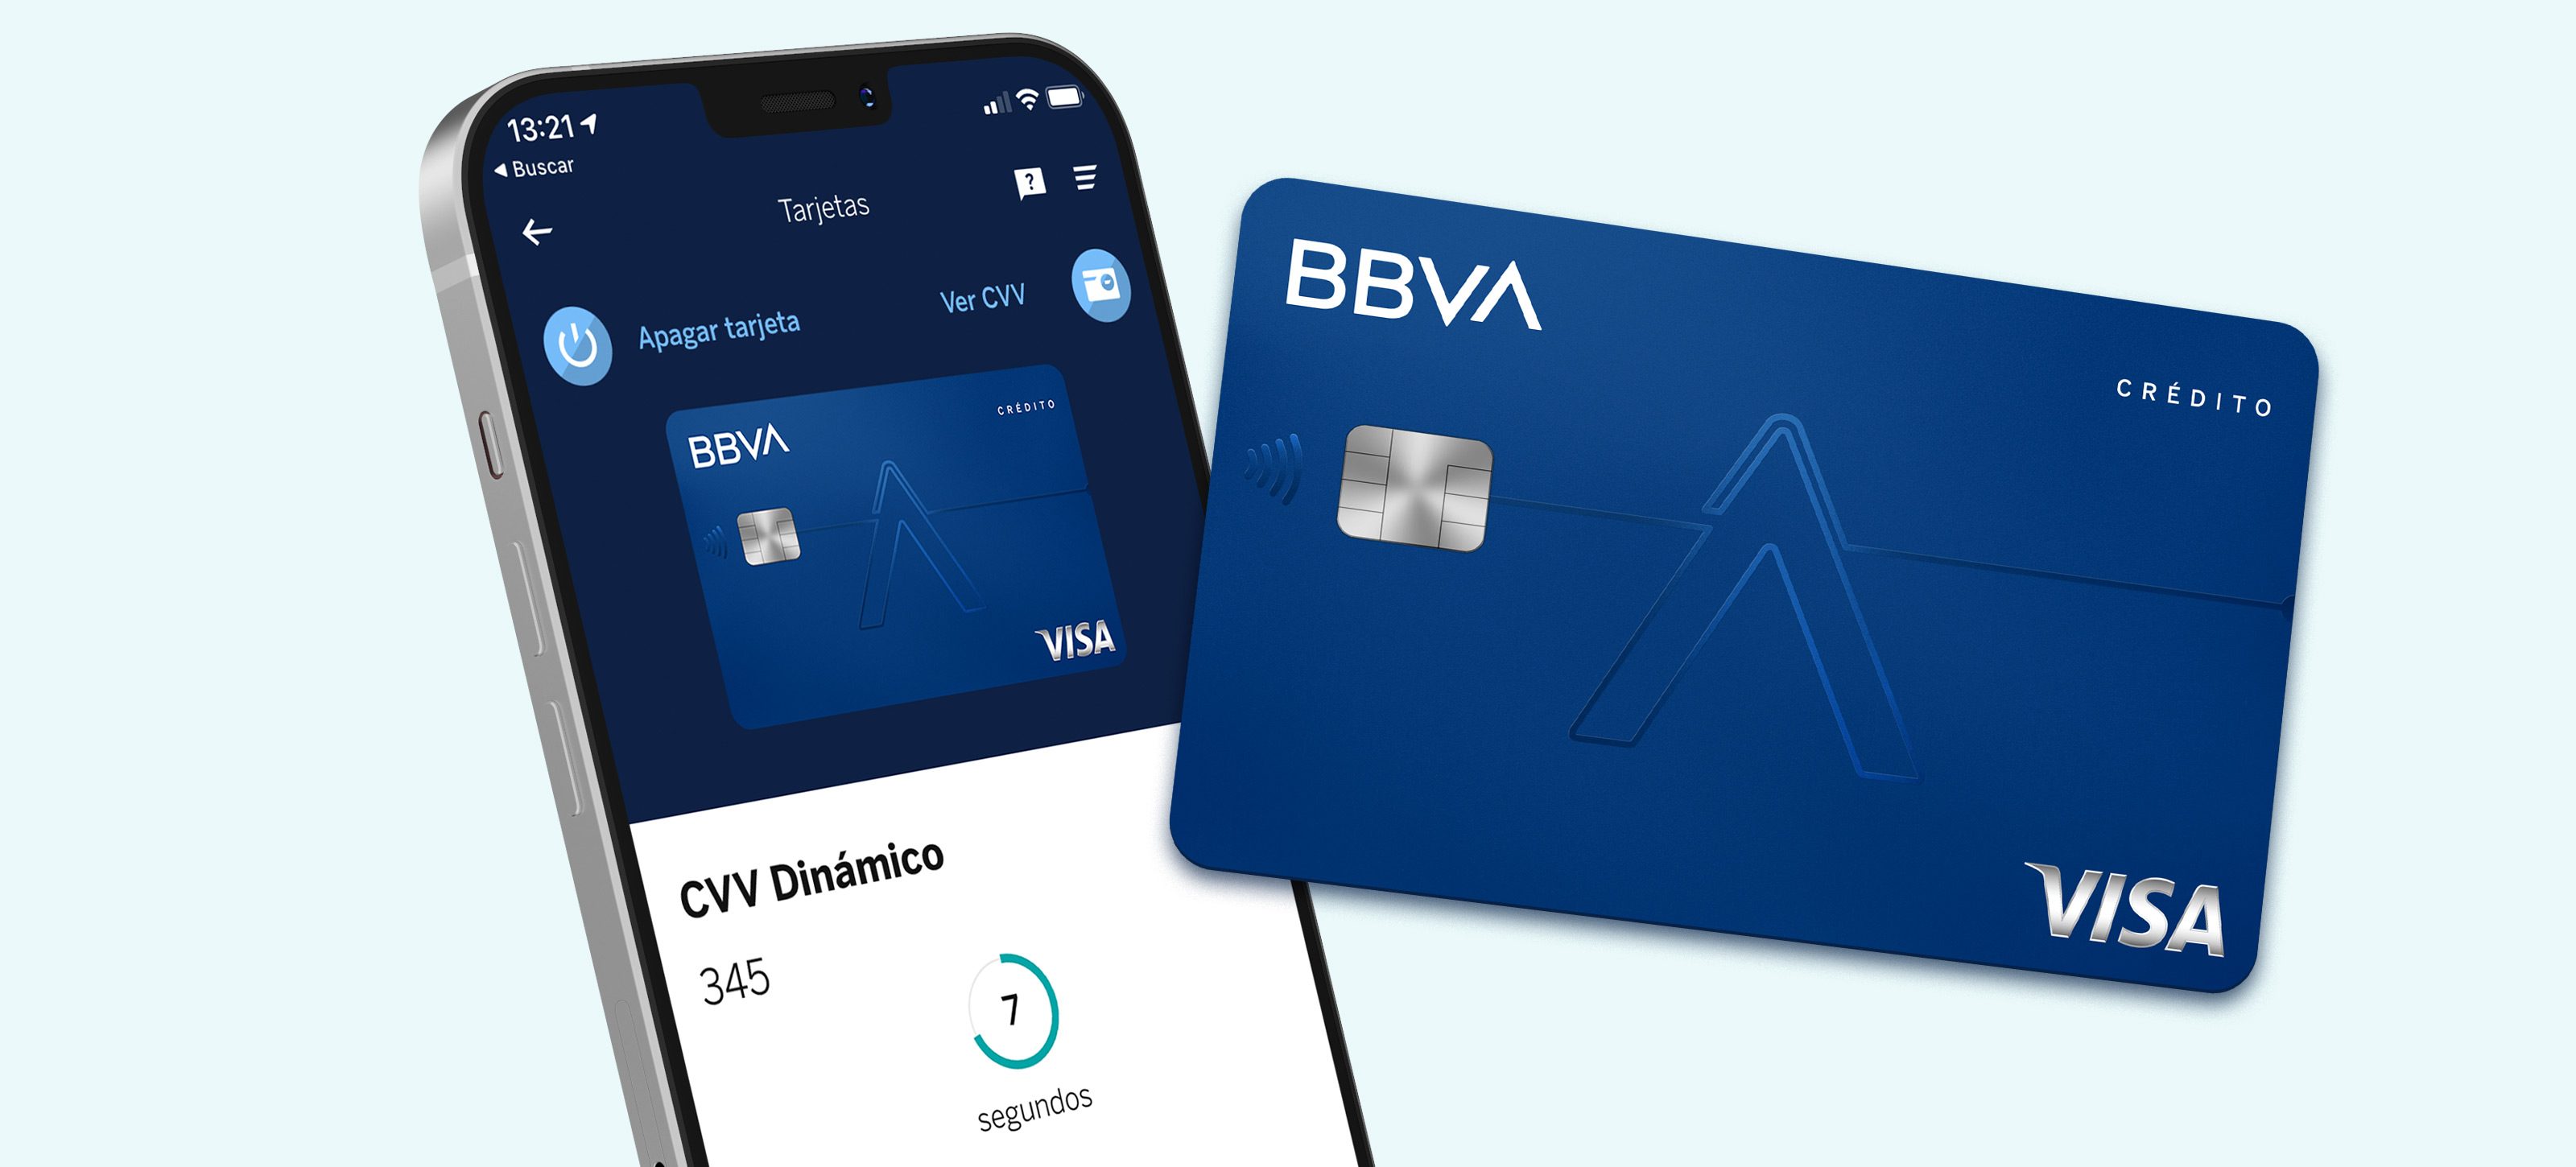 13:21
Buscar
Tarjetas
Apagar tarjeta
Ver CVV
BBVA
CRÉDITO
VISA
CVV Dinámico
345
7
segundos
BBVA
CRÉDITO
VISA